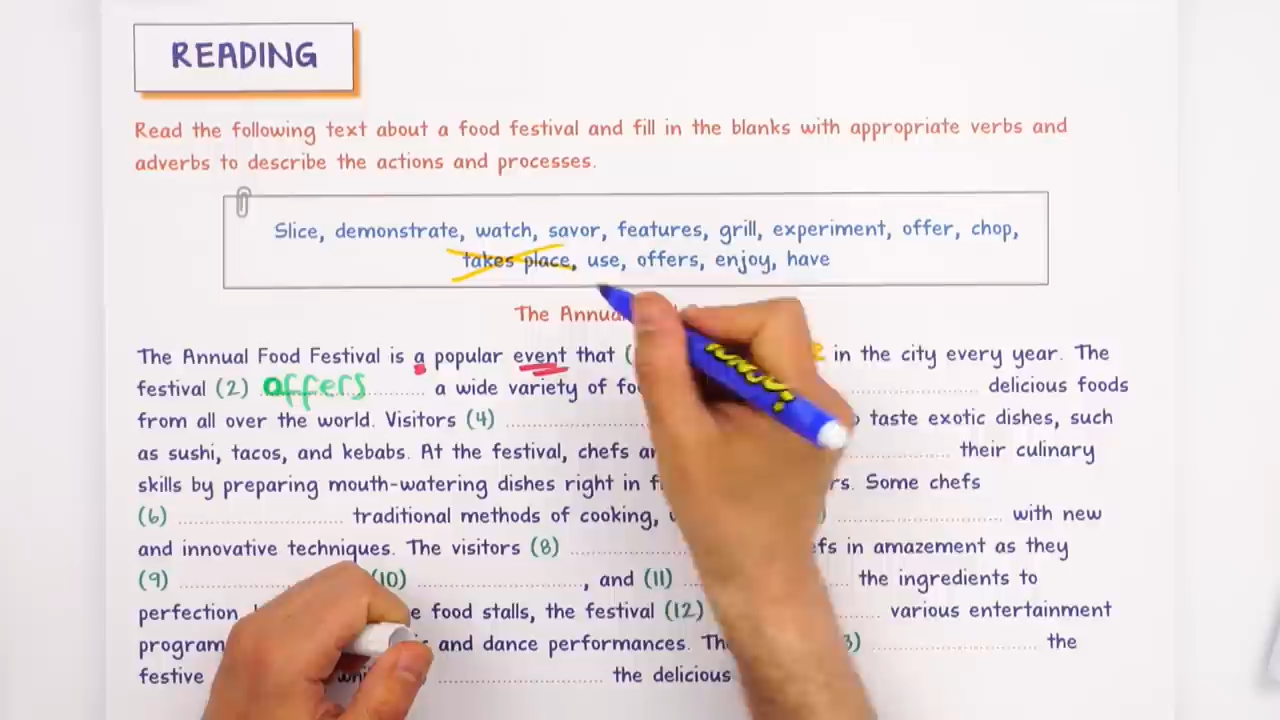 READING
Read the following text about a food festival and fill in the blanks with appropriate verbs and
adverbs to describe the actions and processes.
Slice, demonstrate, watch, savor, features, grill, experiment, offer, chop,
takes place, use, offers, enjoy, have
The Annual
The Annual Food Festival is a popular event that in the city every year. The
festival (2) offers a wide variety of delicious foods
from all over the world. Visitors (4) taste exotic dishes, such
as sushi, tacos, and kebabs. At the festival, chefs their culinary
skills by preparing mouth-watering dishes right in Some chefs
(6) traditional methods of cooking, with new
and innovative techniques. The visitors (8) in amazement as they
(9) (10) , and (11) the ingredients to
perfection food stalls, the festival (12) various entertainment
and dance performances. the
festive the delicious